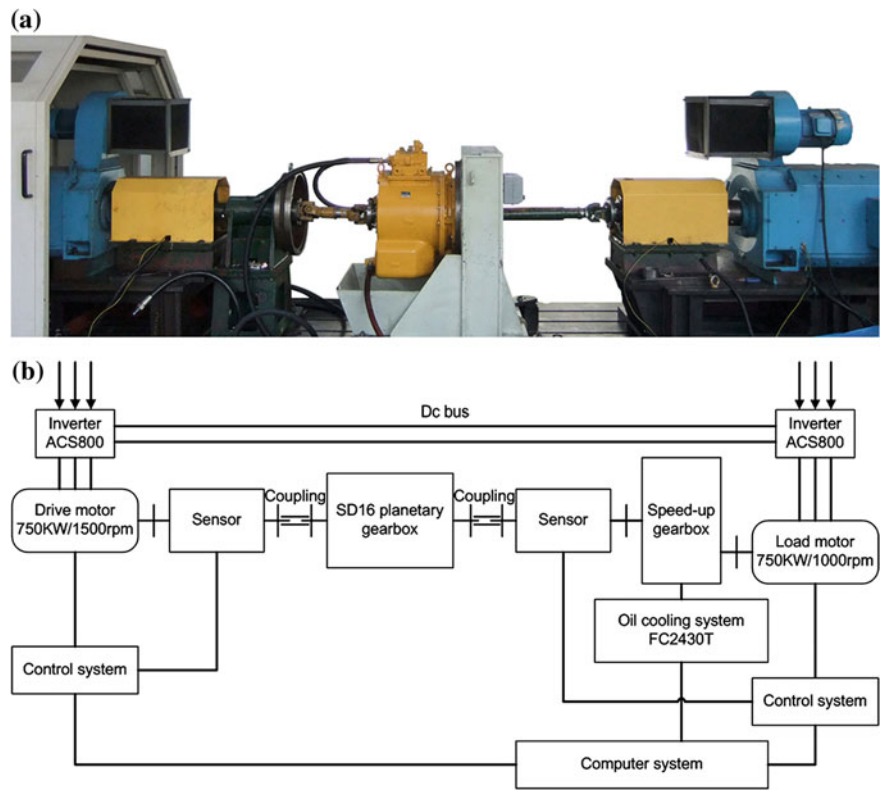 (a)
(b)
Dc bus
Inverter
ACS800
Inverter
ACS800
Drive motor
750KW/1500rpm
Sensor
Coupling
SD16 planetary
gearbox
Coupling
Sensor
Speed-up
gearbox
Load motor
750KW/1000rpm
Oil cooling system
FC2430T
Control system
Control system
Computer system